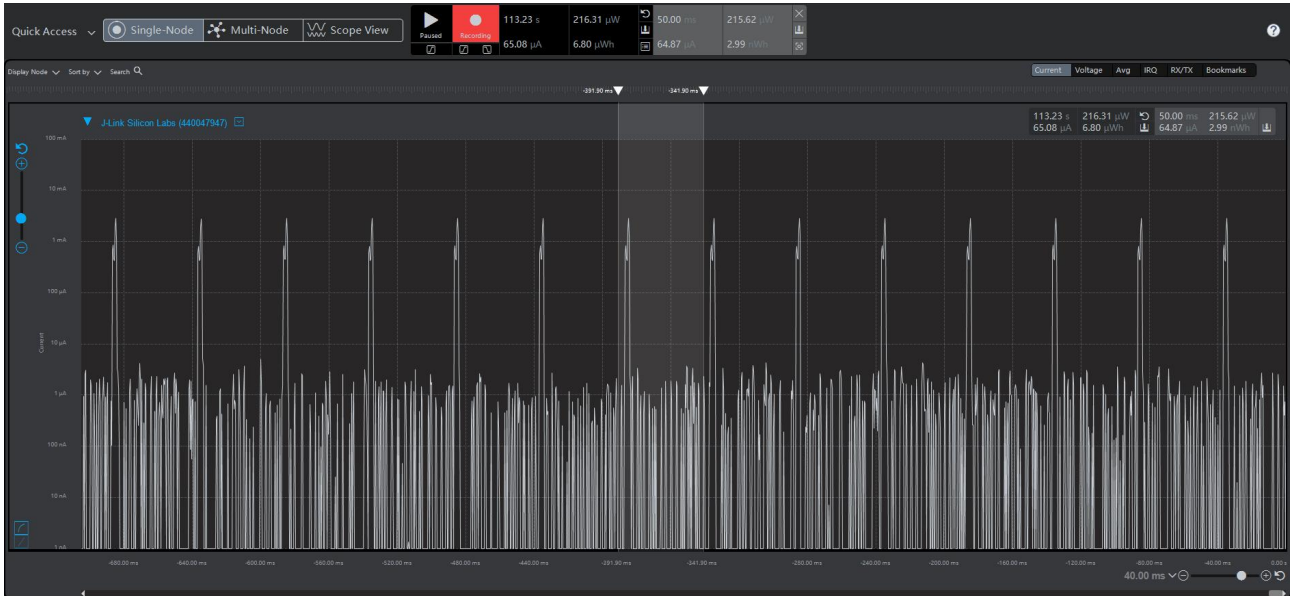 Quick Access
Single-Node
Multi-Node
Scope View
Paused
Recording
113.23 s
216.31 µW
65.08 µA
6.80 µWh
50.00 ms
215.62 µW
64.87 µA
2.99 nWh
Display Node
Sort by
Search
Current
Voltage
Avg
IRQ
RX/TX
Bookmarks
-391.90 ms
-341.90 ms
J-Link Silicon Labs (440047947)
113.23 s 216.31 µW
65.08 µA 6.80 µWh
50.00 ms 215.62 µW
64.87 µA 2.99 nWh
100 mA
10 mA
1 mA
100 µA
10 µA
1 µA
100 nA
10 nA
1 nA
Current
-640.00 ms
-600.00 ms
-560.00 ms
-520.00 ms
-480.00 ms
-440.00 ms
-391.90 ms
-341.90 ms
-250.00 ms
-240.00 ms
-200.00 ms
-160.00 ms
-120.00 ms
-80.00 ms
-40.00 ms
0.00 s
40.00 ms